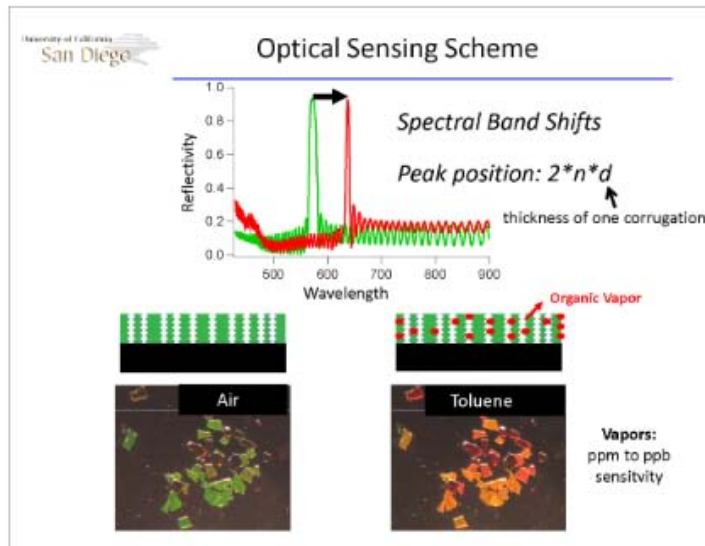 University of California
San Diego
Optical Sensing Scheme
1.0
0.8
0.6
0.4
0.2
0.0
Reflectivity
500
600
700
800
900
Wavelength
Spectral Band Shifts
Peak position: 2*n*d
thickness of one corrugation
Organic Vapor
Air
Toluene
Vapors:
ppm to ppb
sensitvity